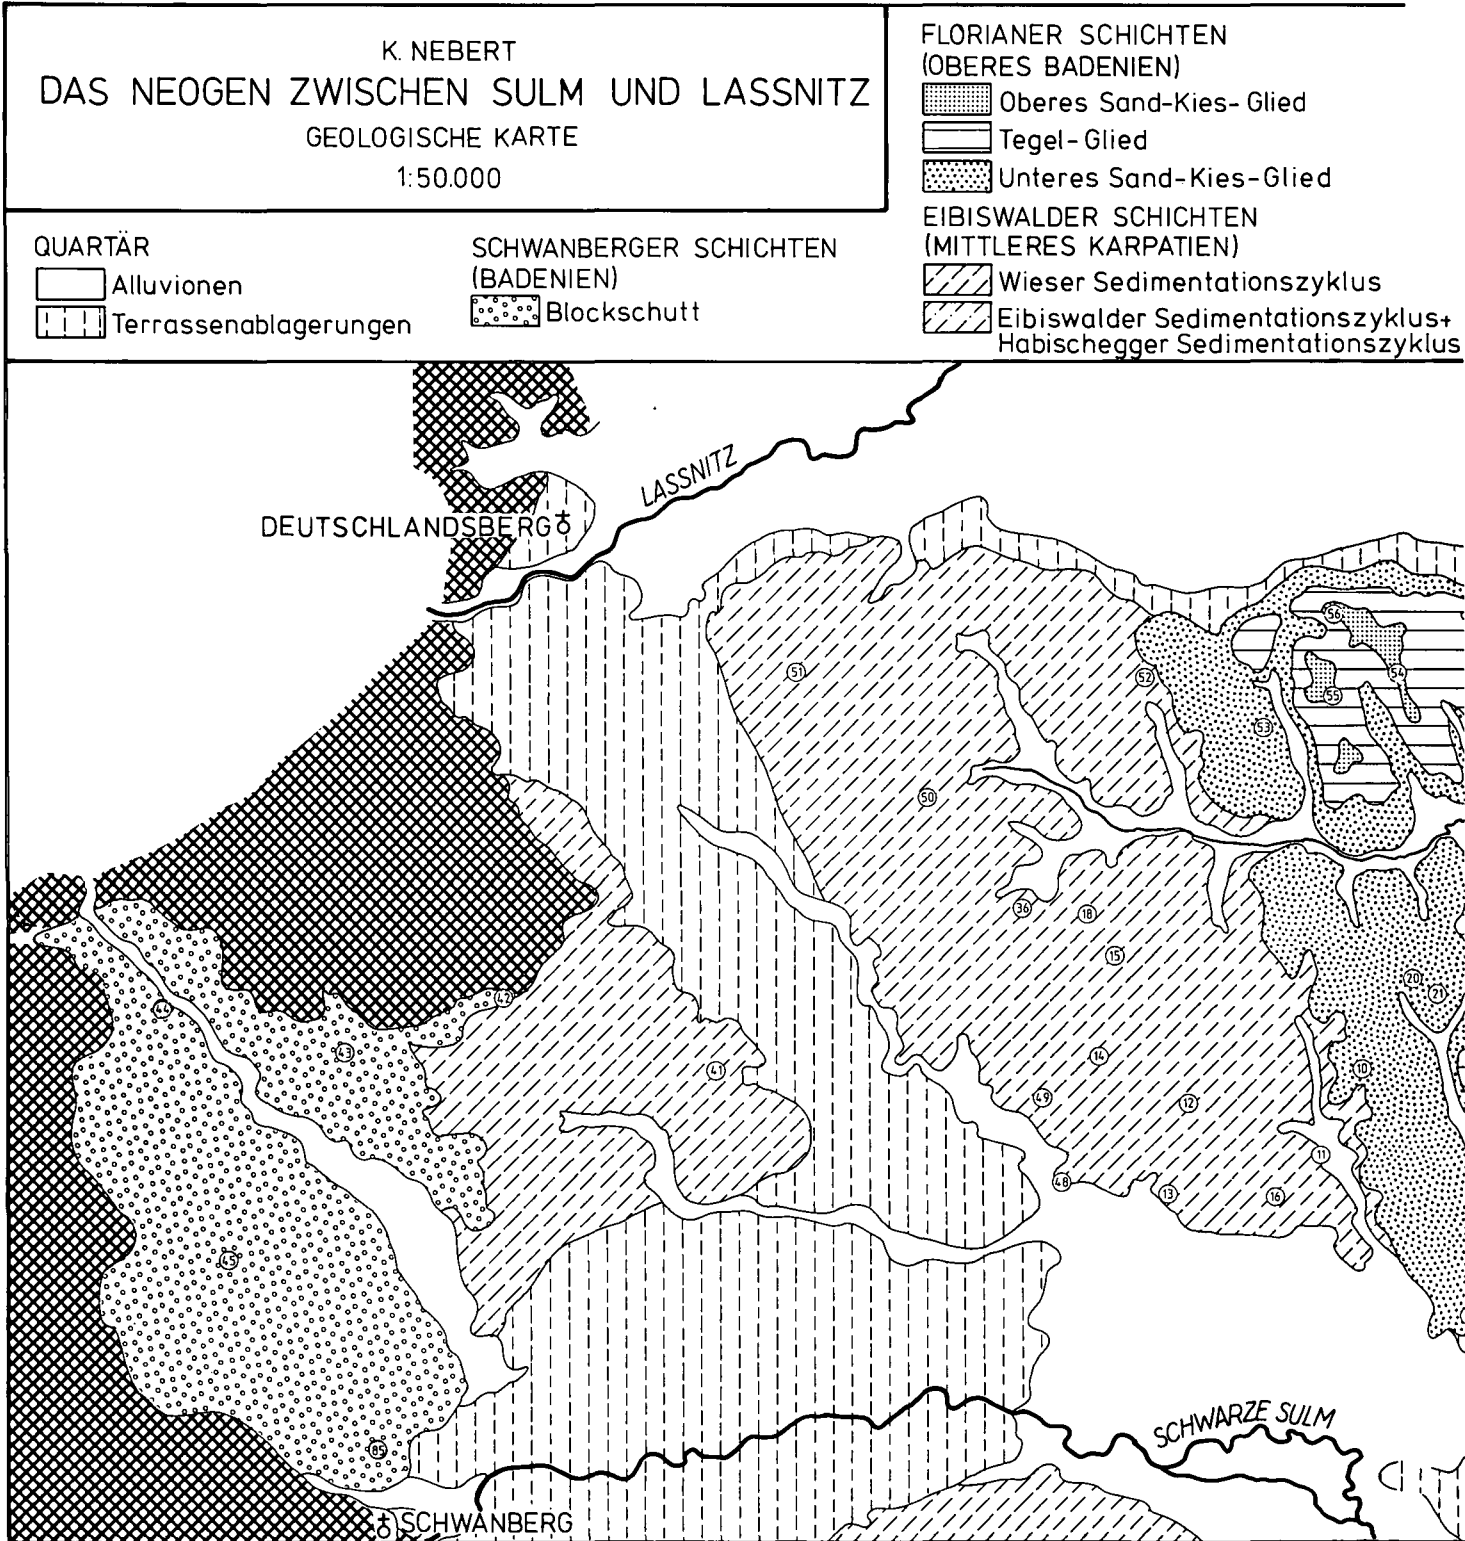 K. NEBERT
DAS NEOGEN ZWISCHEN SULM UND LASSNITZ
GEOLOGISCHE KARTE
1:50.000
QUARTÄR
Alluvionen
Terrassenablagerungen
SCHWANBERGER SCHICHTEN
(BADENIEN)
Blockschutt
FLORIANER SCHICHTEN
(OBERES BADENIEN)
Oberes Sand-Kies-Glied
Tegel-Glied
Unteres Sand-Kies-Glied
EIBISWALDER SCHICHTEN
(MITTLERES KARPATIEN)
Wieser Sedimentationszyklus
Eibiswalder Sedimentationszyklus+
Habischegger Sedimentationszyklus
LASSNITZ
DEUTSCHLANDSBERG
56
51
52
54
55
53
50
36
18
15
20
21
42
44
43
14
41
10
49
12
11
48
13
16
45
SCHWARZE SULM
85
SCHWANBERG